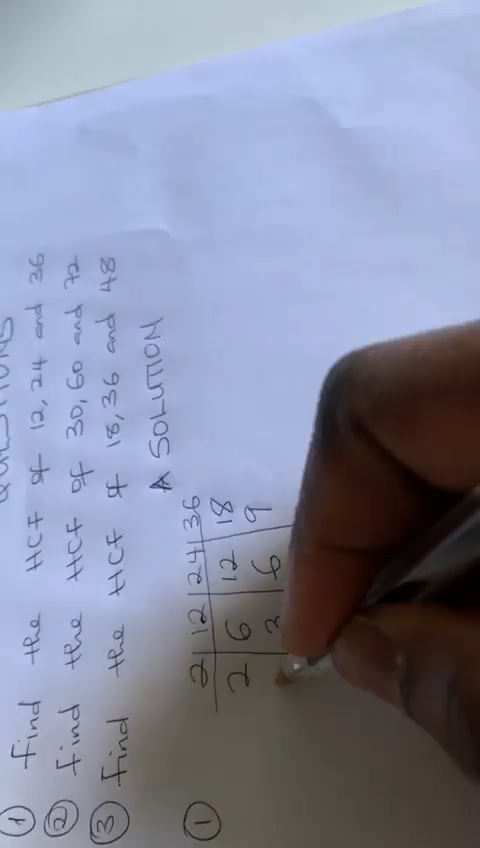 QUESTIONS
① Find the HCF of 12, 24 and 36
② Find the HCF of 30, 60 and 72
③ Find the HCF of 18, 36 and 48
A SOLUTION
① 2 | 12 | 24 | 36
2 | 6 | 12 | 18
3 | 6 | 9